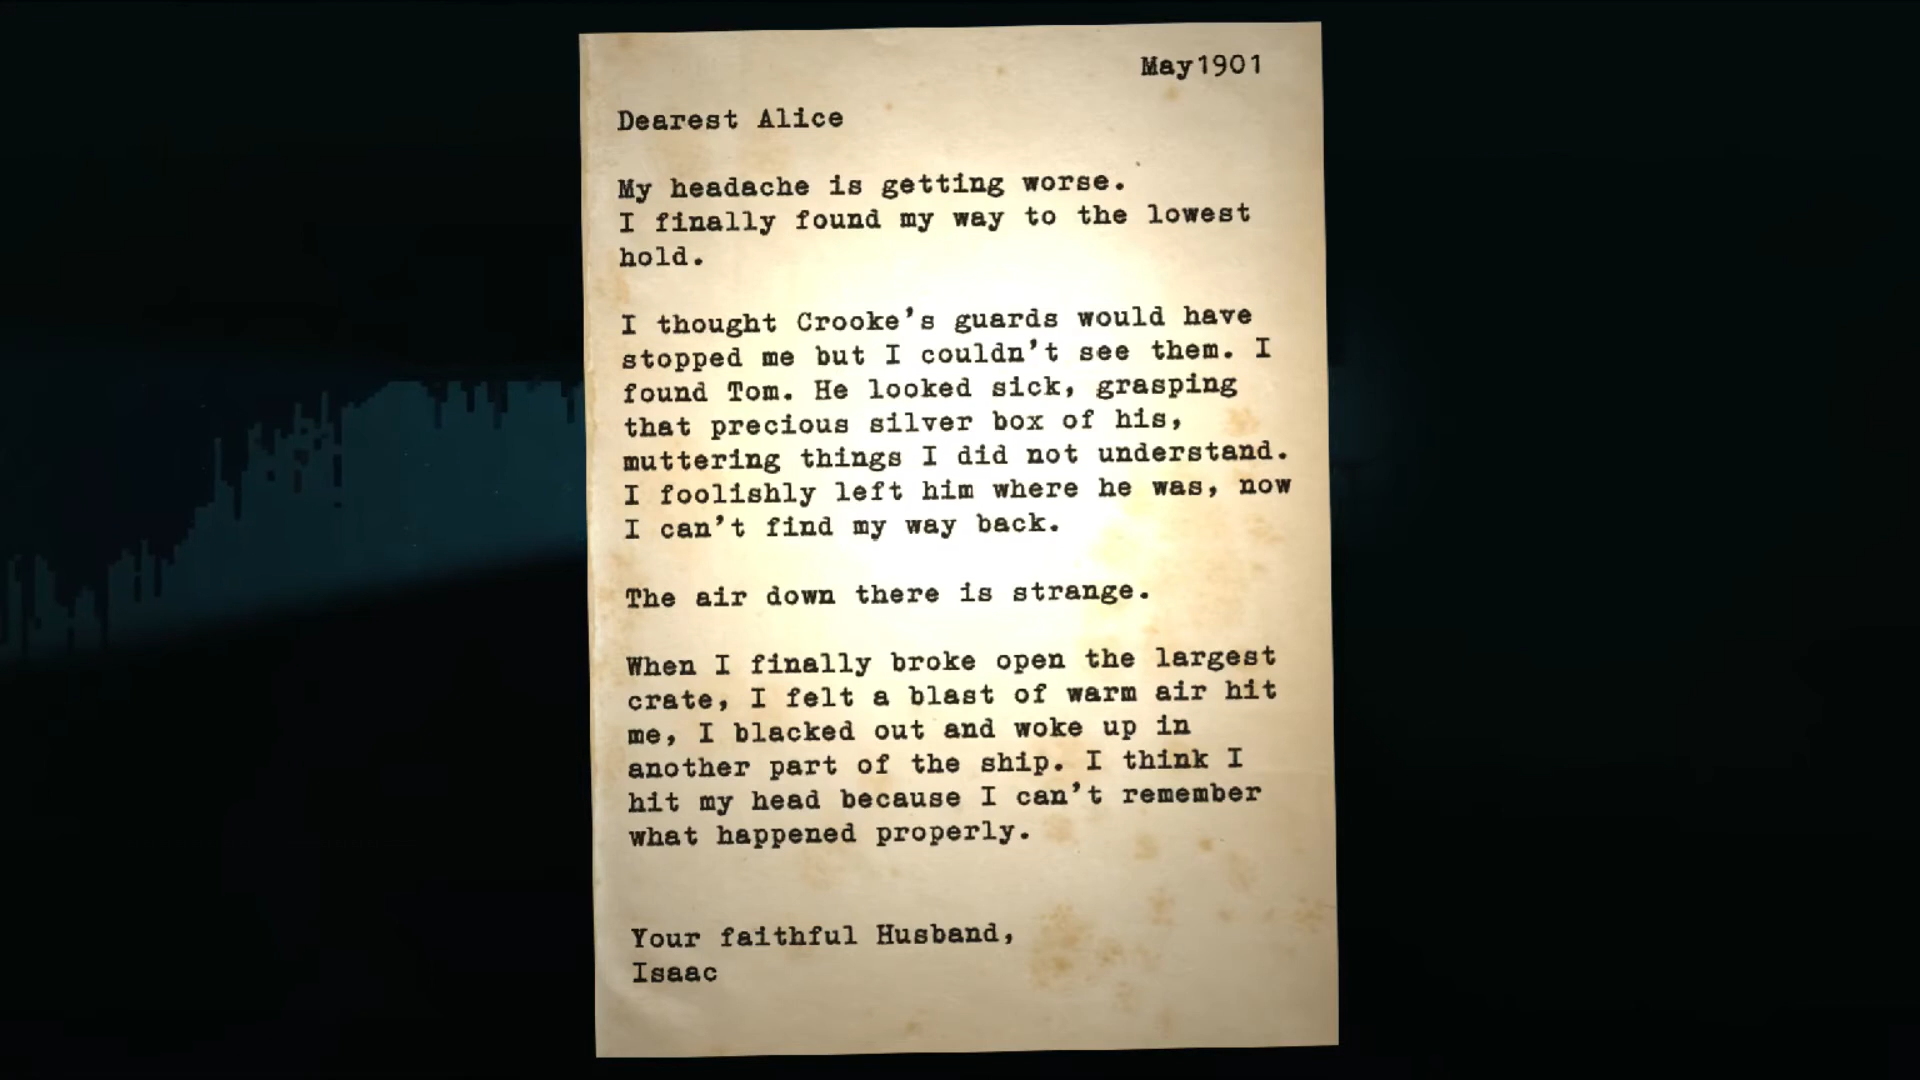 May1901
Dearest Alice
My headache is getting worse.
I finally found my way to the lowest
hold.
I thought Crooke's guards would have
stopped me but I couldn't see them. I
found Tom. He looked sick, grasping
that precious silver box of his,
muttering things I did not understand.
I foolishly left him where he was, now
I can't find my way back.
The air down there is strange.
When I finally broke open the largest
crate, I felt a blast of warm air hit
me, I blacked out and woke up in
another part of the ship. I think I
hit my head because I can't remember
what happened properly.
Your faithful Husband,
Isaac